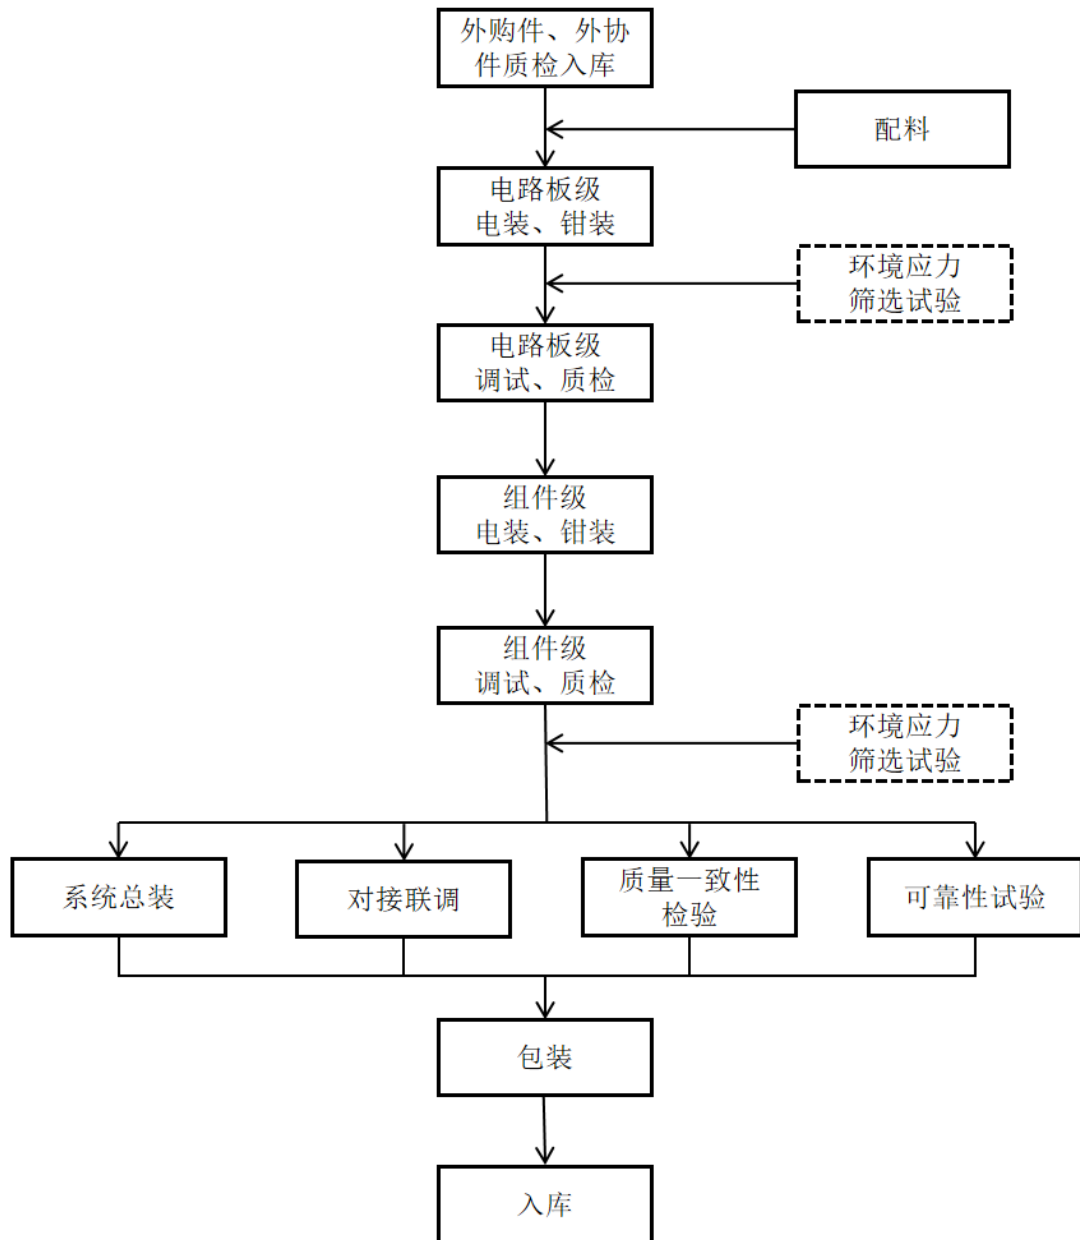 外购件、外协
件质检入库
配料
电路板级
电装、钳装
环境应力
筛选试验
电路板级
调试、质检
组件级
电装、钳装
组件级
调试、质检
环境应力
筛选试验
系统总装
对接联调
质量一致性
检验
可靠性试验
包装
入库